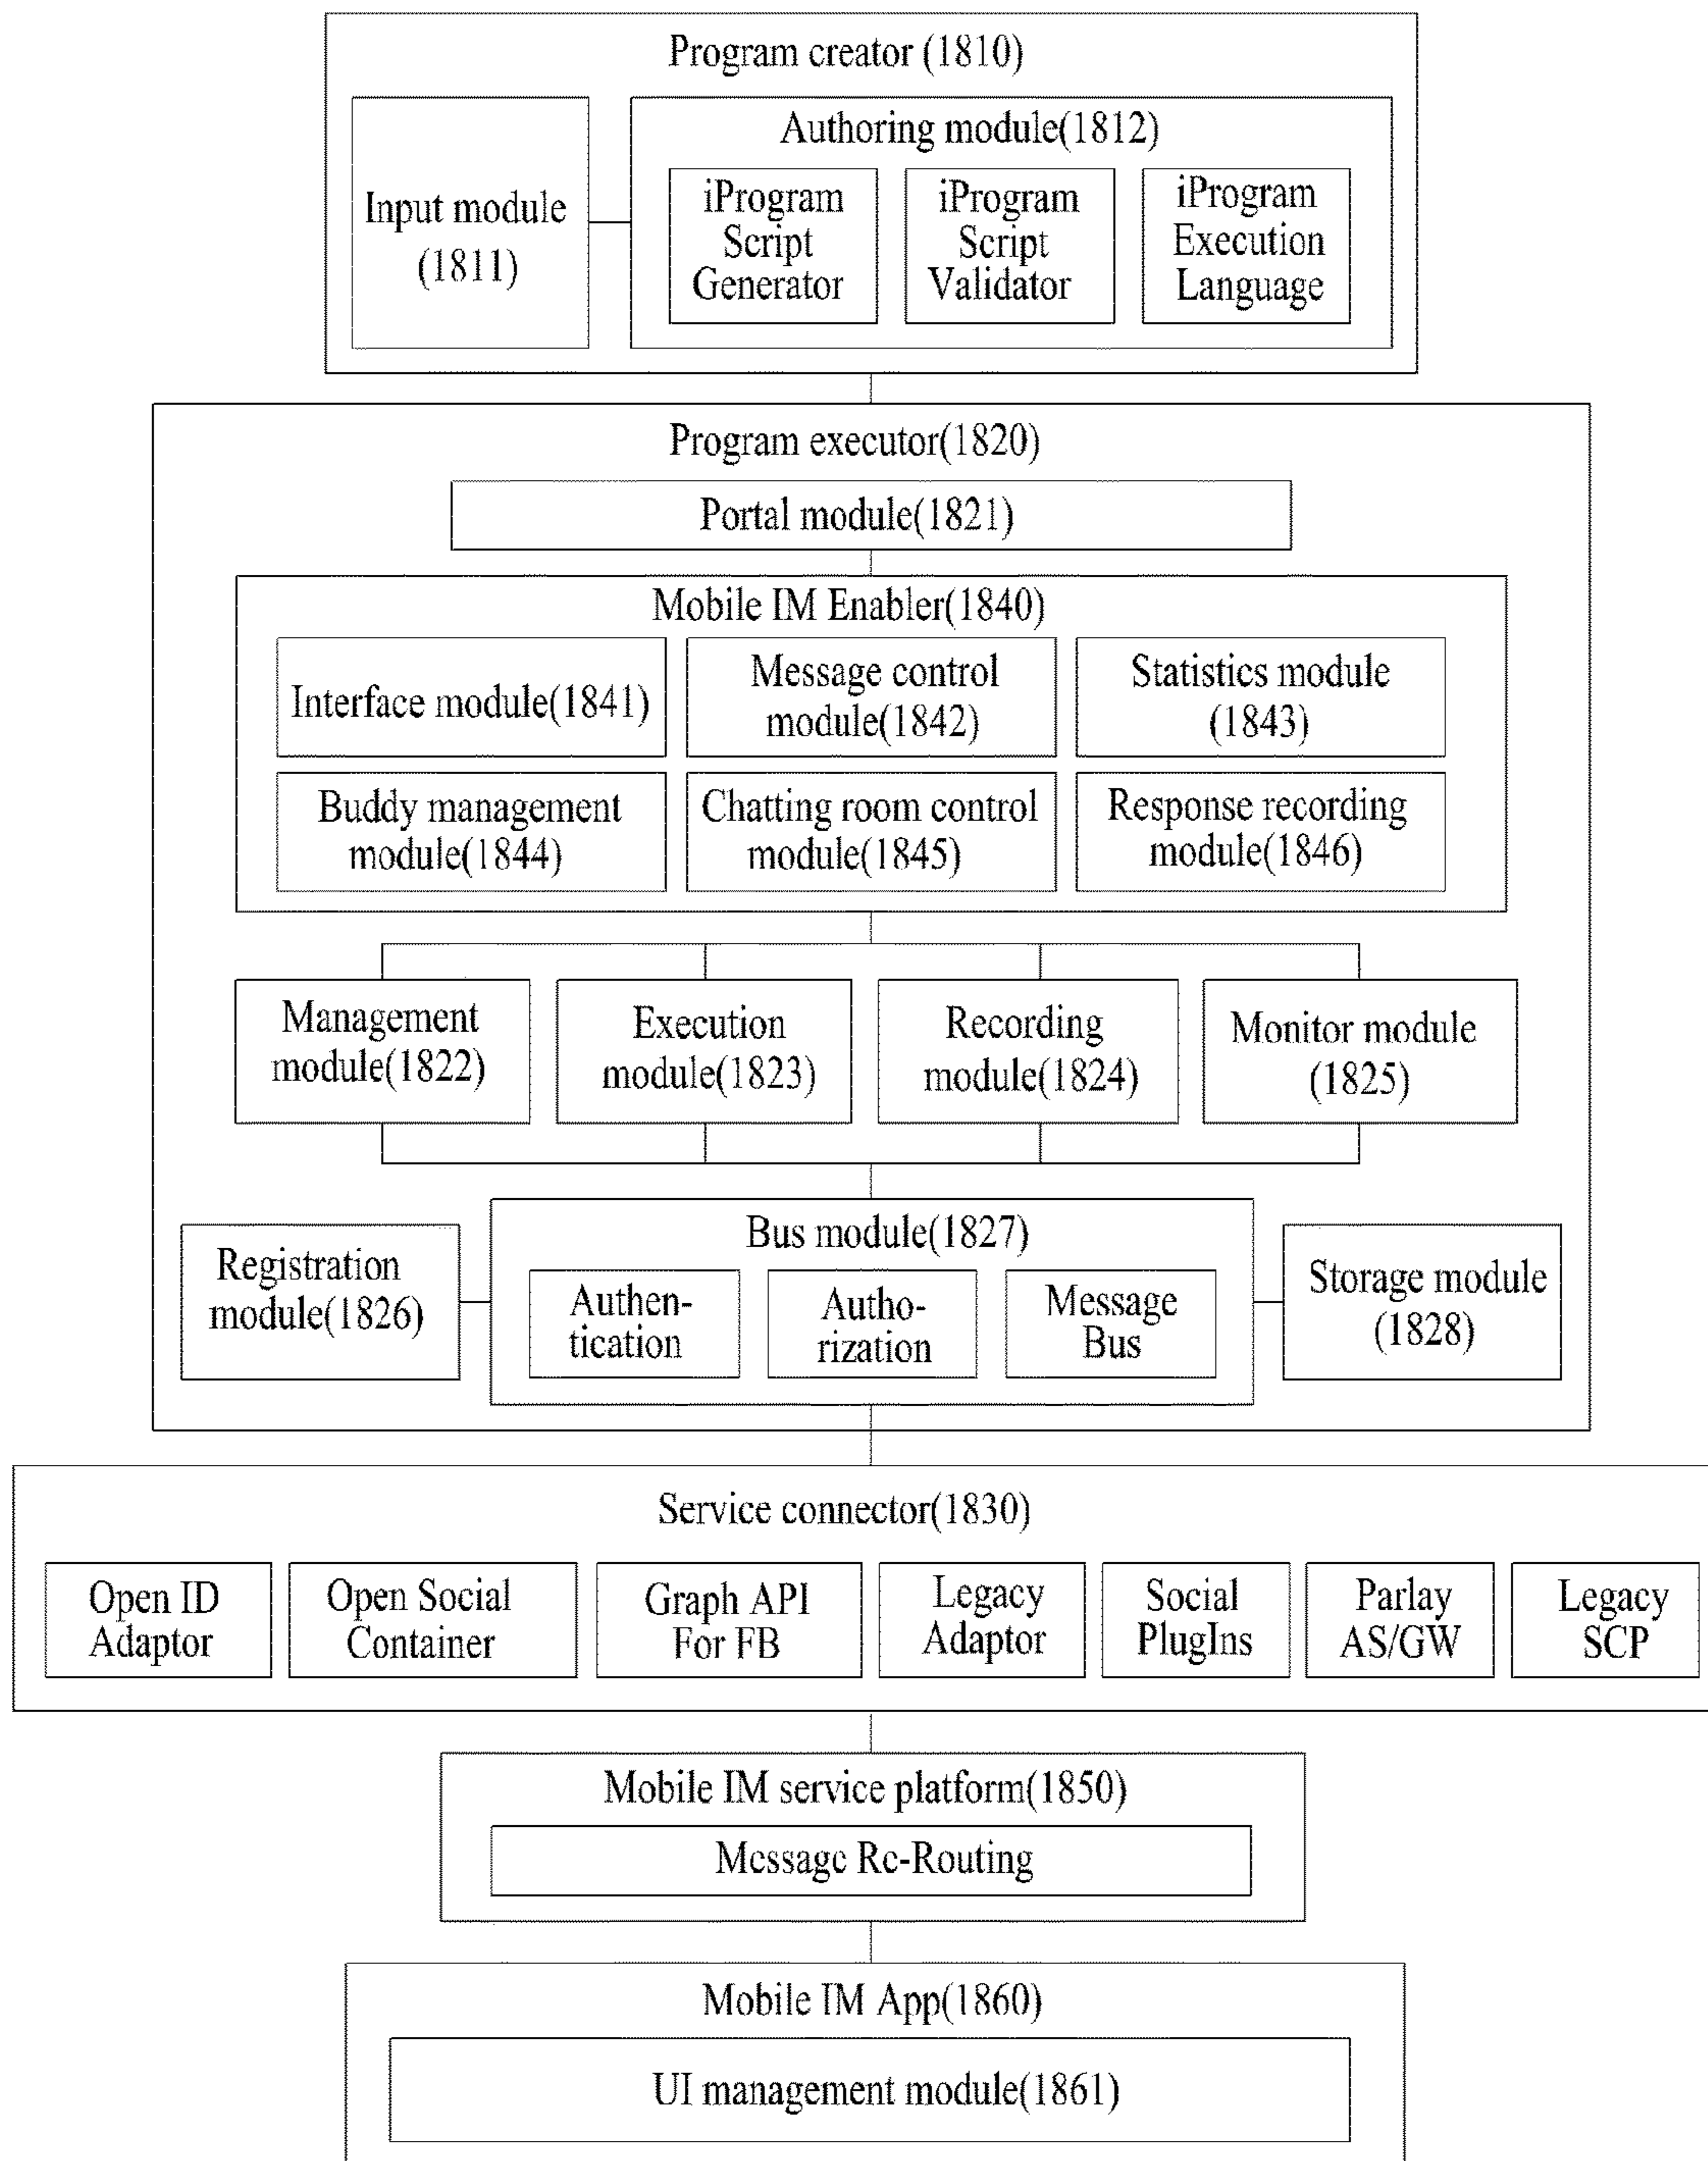 Program creator (1810)
Input module
(1811)
Authoring module(1812)
iProgram
Script
Generator
iProgram
Script
Validator
iProgram
Execution
Language
Program executor(1820)
Portal module(1821)
Mobile IM Enabler(1840)
Interface module(1841)
Message control
module(1842)
Statistics module
(1843)
Buddy management
module(1844)
Chatting room control
module(1845)
Response recording
module(1846)
Management
module(1822)
Execution
module(1823)
Recording
module(1824)
Monitor module
(1825)
Registration
module(1826)
Bus module(1827)
Authen-
tication
Autho-
rization
Message
Bus
Storage module
(1828)
Service connector(1830)
Open ID
Adaptor
Open Social
Container
Graph API
For FB
Legacy
Adaptor
Social
PlugIns
Parlay
AS/GW
Legacy
SCP
Mobile IM service platform(1850)
Message Re-Routing
Mobile IM App(1860)
UI management module(1861)